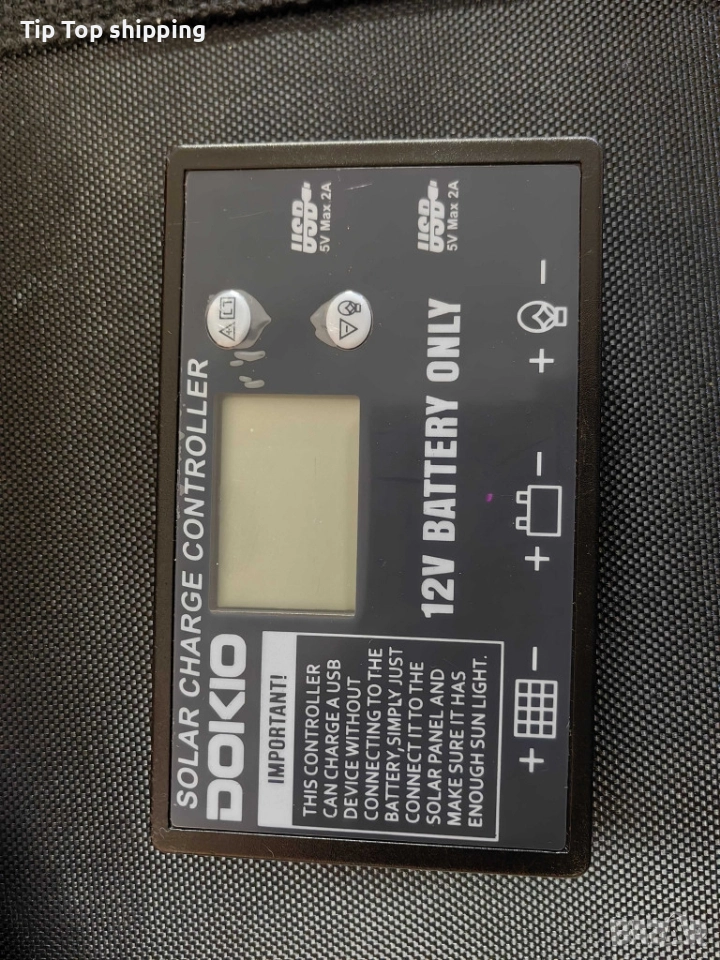 Tip Top shipping
SOLAR CHARGE CONTROLLER
DOKIO
IMPORTANT!
THIS CONTROLLER
CAN CHARGE A USB
DEVICE WITHOUT
CONNECTING TO THE
BATTERY,SIMPLY JUST
CONNECT IT TO THE
SOLAR PANEL AND
MAKE SURE IT HAS
ENOUGH SUN LIGHT.
12V BATTERY ONLY
USB
5V Max 2A
USB
5V Max 2A
+ −
+ −
+ −